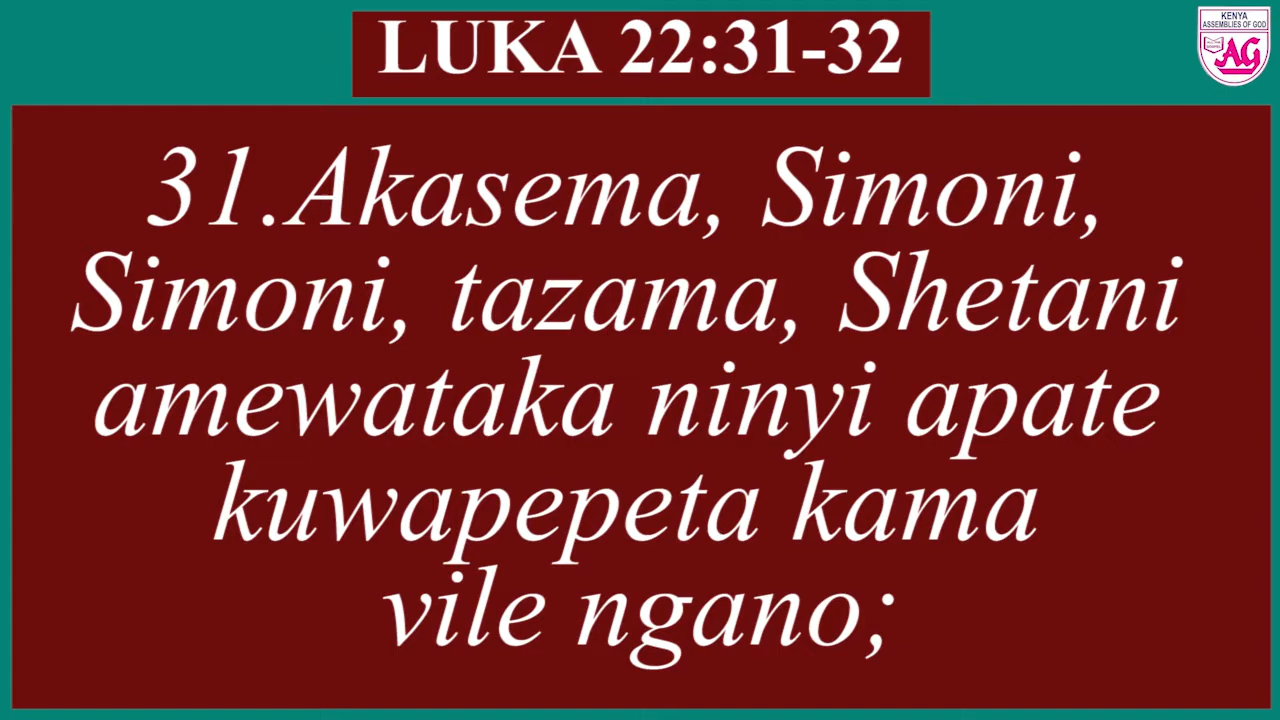 LUKA 22:31-32
KENYA
ASSEMBLIES OF GOD
AG
31.Akasema, Simoni,
Simoni, tazama, Shetani
amewataka ninyi apate
kuwapepeta kama
vile ngano;